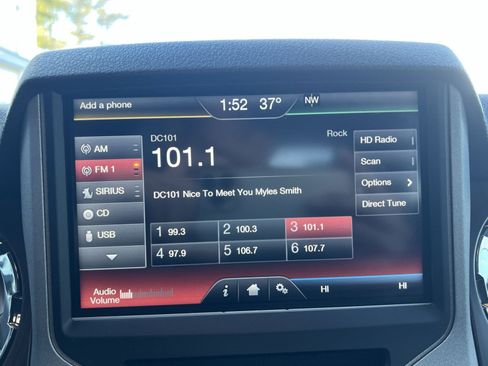 Add a phone
1:52 37° NW
AM
FM 1
SIRIUS
CD
USB
DC101
Rock
101.1
DC101 Nice To Meet You Myles Smith
1 99.3
2 100.3
3 101.1
4 97.9
5 106.7
6 107.7
HD Radio
Scan
Options
Direct Tune
Audio
Volume
i
HI
HI